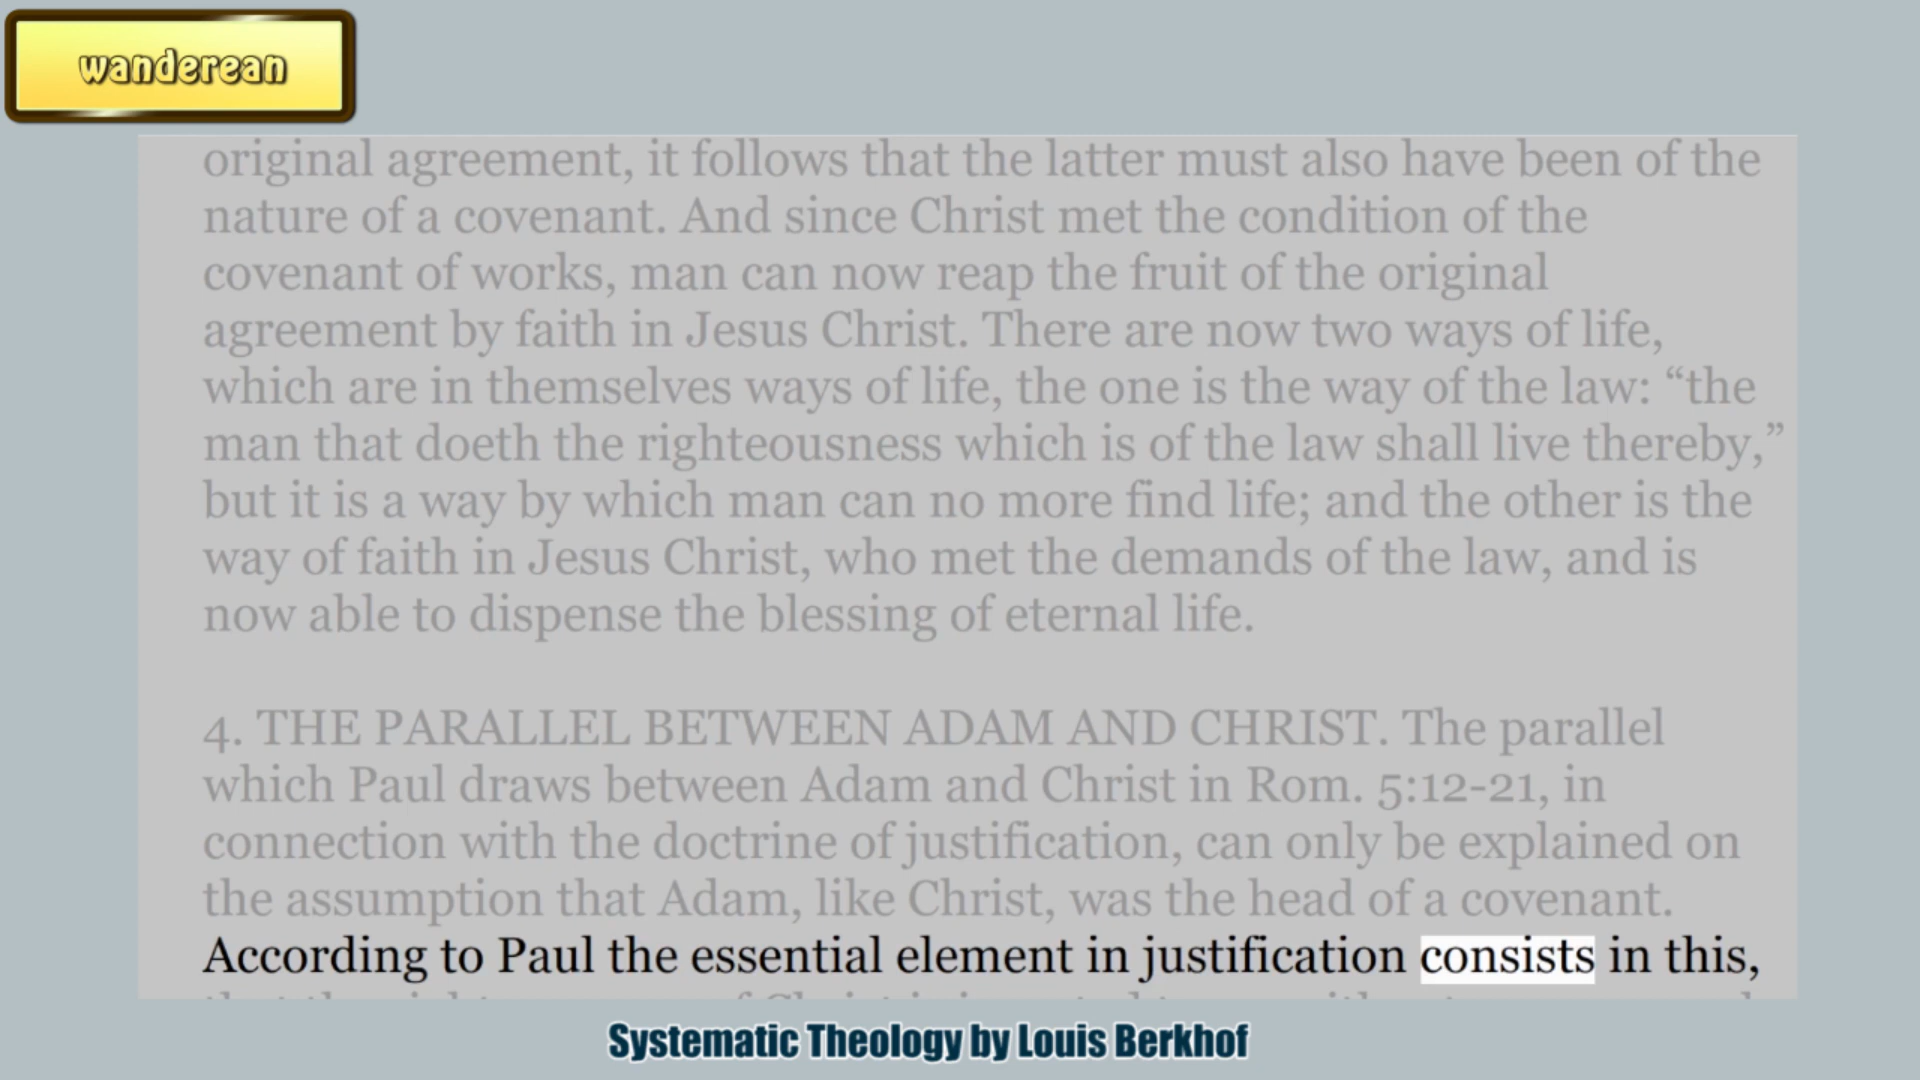 wanderean
original agreement, it follows that the latter must also have been of the
nature of a covenant. And since Christ met the condition of the
covenant of works, man can now reap the fruit of the original
agreement by faith in Jesus Christ. There are now two ways of life,
which are in themselves ways of life, the one is the way of the law: “the
man that doeth the righteousness which is of the law shall live thereby,”
but it is a way by which man can no more find life; and the other is the
way of faith in Jesus Christ, who met the demands of the law, and is
now able to dispense the blessing of eternal life.
4. THE PARALLEL BETWEEN ADAM AND CHRIST. The parallel
which Paul draws between Adam and Christ in Rom. 5:12-21, in
connection with the doctrine of justification, can only be explained on
the assumption that Adam, like Christ, was the head of a covenant.
According to Paul the essential element in justification consists in this,
Systematic Theology by Louis Berkhof